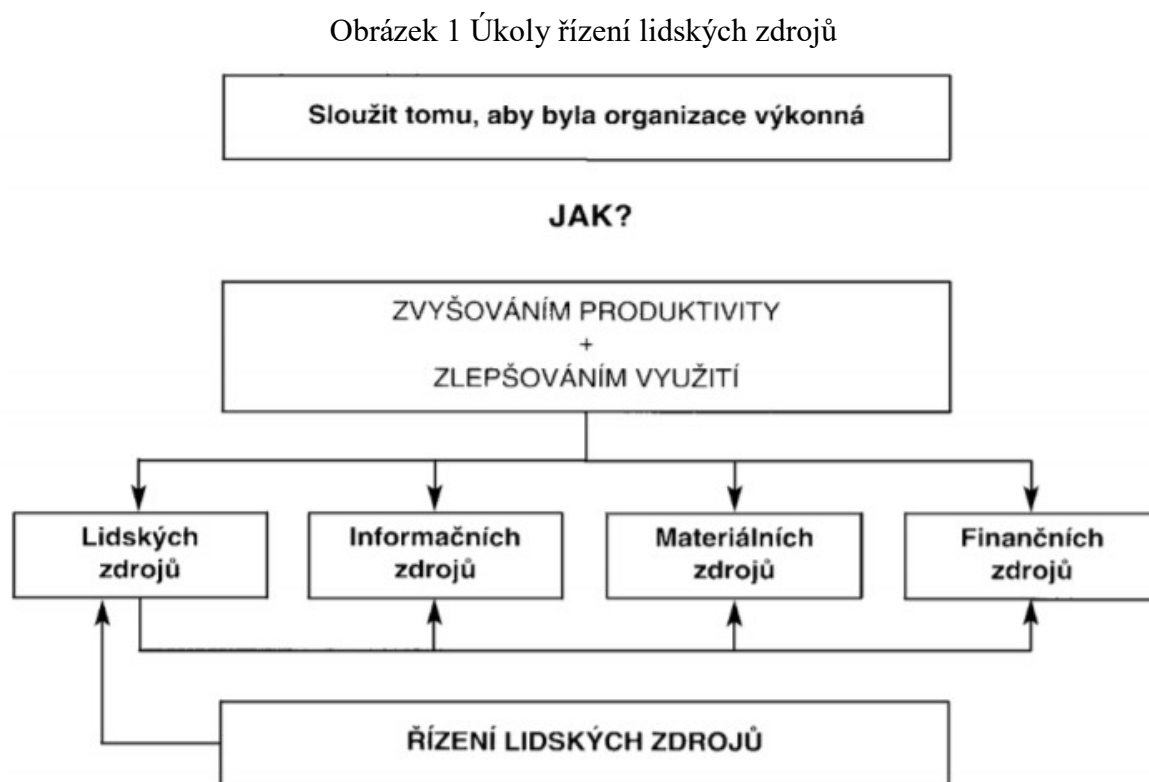 Obrázek 1 Úkoly řízení lidských zdrojů
Sloužit tomu, aby byla organizace výkonná
JAK?
ZVYŠOVÁNÍM PRODUKTIVITY
+
ZLEPŠOVÁNÍM VYUŽITÍ
Lidských
zdrojů
Informačních
zdrojů
Materiálních
zdrojů
Finančních
zdrojů
ŘÍZENÍ LIDSKÝCH ZDROJŮ